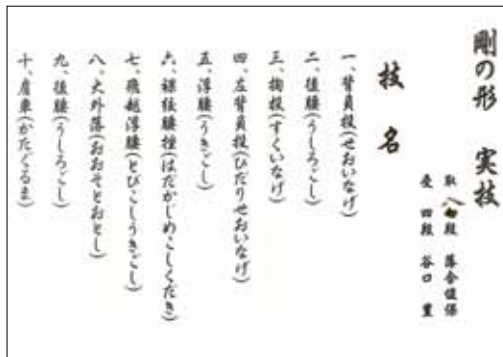 剛の形 実技
取 八段 落合俊保
受 四段 谷口 豊
技 名
一、背負投(せおいなげ)
二、後腰(うしろごし)
三、掬投(すくいなげ)
四、左背負投(ひだりせおいなげ)
五、浮腰(うきごし)
六、裸絞腰挫(はだかじめこしくだき)
七、飛越浮腰(とびこしうきごし)
八、大外落(おおそとおとし)
九、後腰(うしろごし)
十、肩車(かたぐるま)